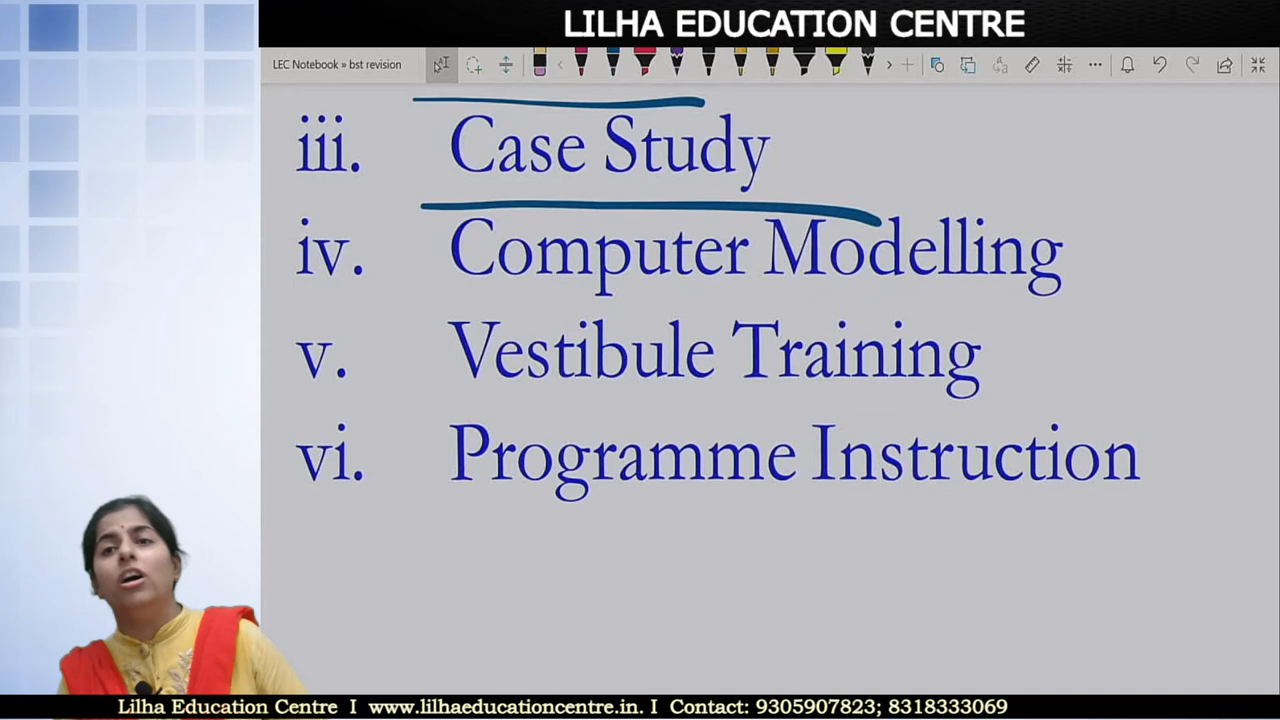 LILHA EDUCATION CENTRE
LEC Notebook » bst revision
iii. Case Study
iv. Computer Modelling
v. Vestibule Training
vi. Programme Instruction
Lilha Education Centre I www.lilhaeducationcentre.in. I Contact: 9305907823; 8318333069